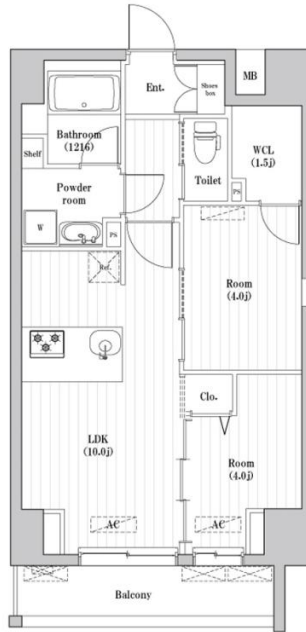 MB
Ent.
Shoes
box
Bathroom
(1216)
WCL
(1.5j)
Shelf
Toilet
Powder
room
PS
W
PS
Ref.
Room
(4.0j)
Clo.
LDK
(10.0j)
Room
(4.0j)
AC
AC
Balcony